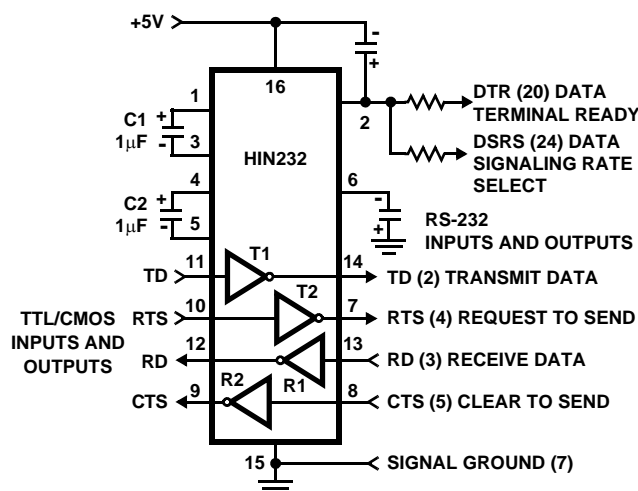 +5V
-
+
1
16
2
DTR (20) DATA
TERMINAL READY
C1
1µF
+
-
3
HIN232
DSRS (24) DATA
SIGNALING RATE
SELECT
4
6
C2
1µF
+
-
5
-
+
RS-232
INPUTS AND OUTPUTS
T1
TD
11
14
TD (2) TRANSMIT DATA
T2
TTL/CMOS
INPUTS AND
OUTPUTS
RTS
10
7
RTS (4) REQUEST TO SEND
RD
12
13
RD (3) RECEIVE DATA
R2
R1
CTS
9
8
CTS (5) CLEAR TO SEND
15
SIGNAL GROUND (7)